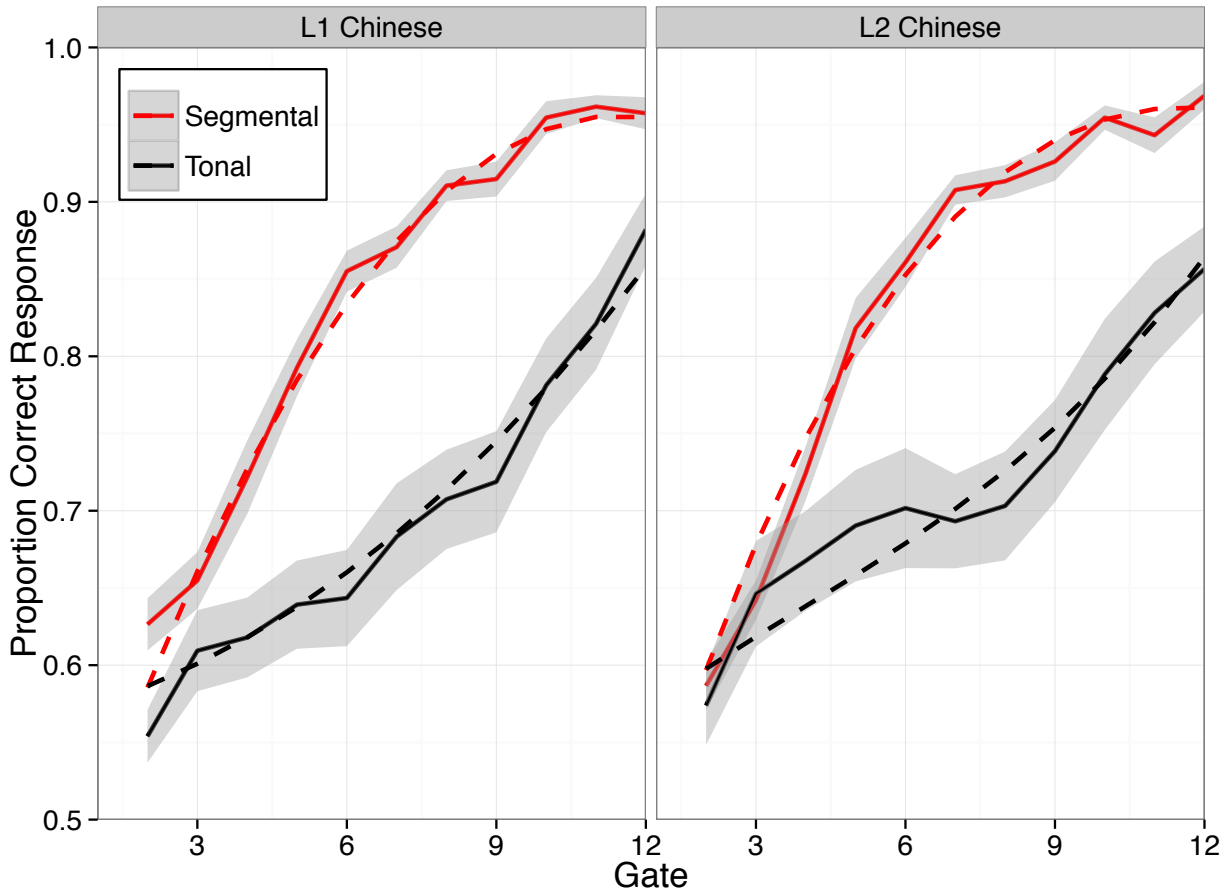 L1 Chinese
L2 Chinese
Segmental
Tonal
Proportion Correct Response
1.0
0.9
0.8
0.7
0.6
0.5
3 6 9 12
3 6 9 12
Gate